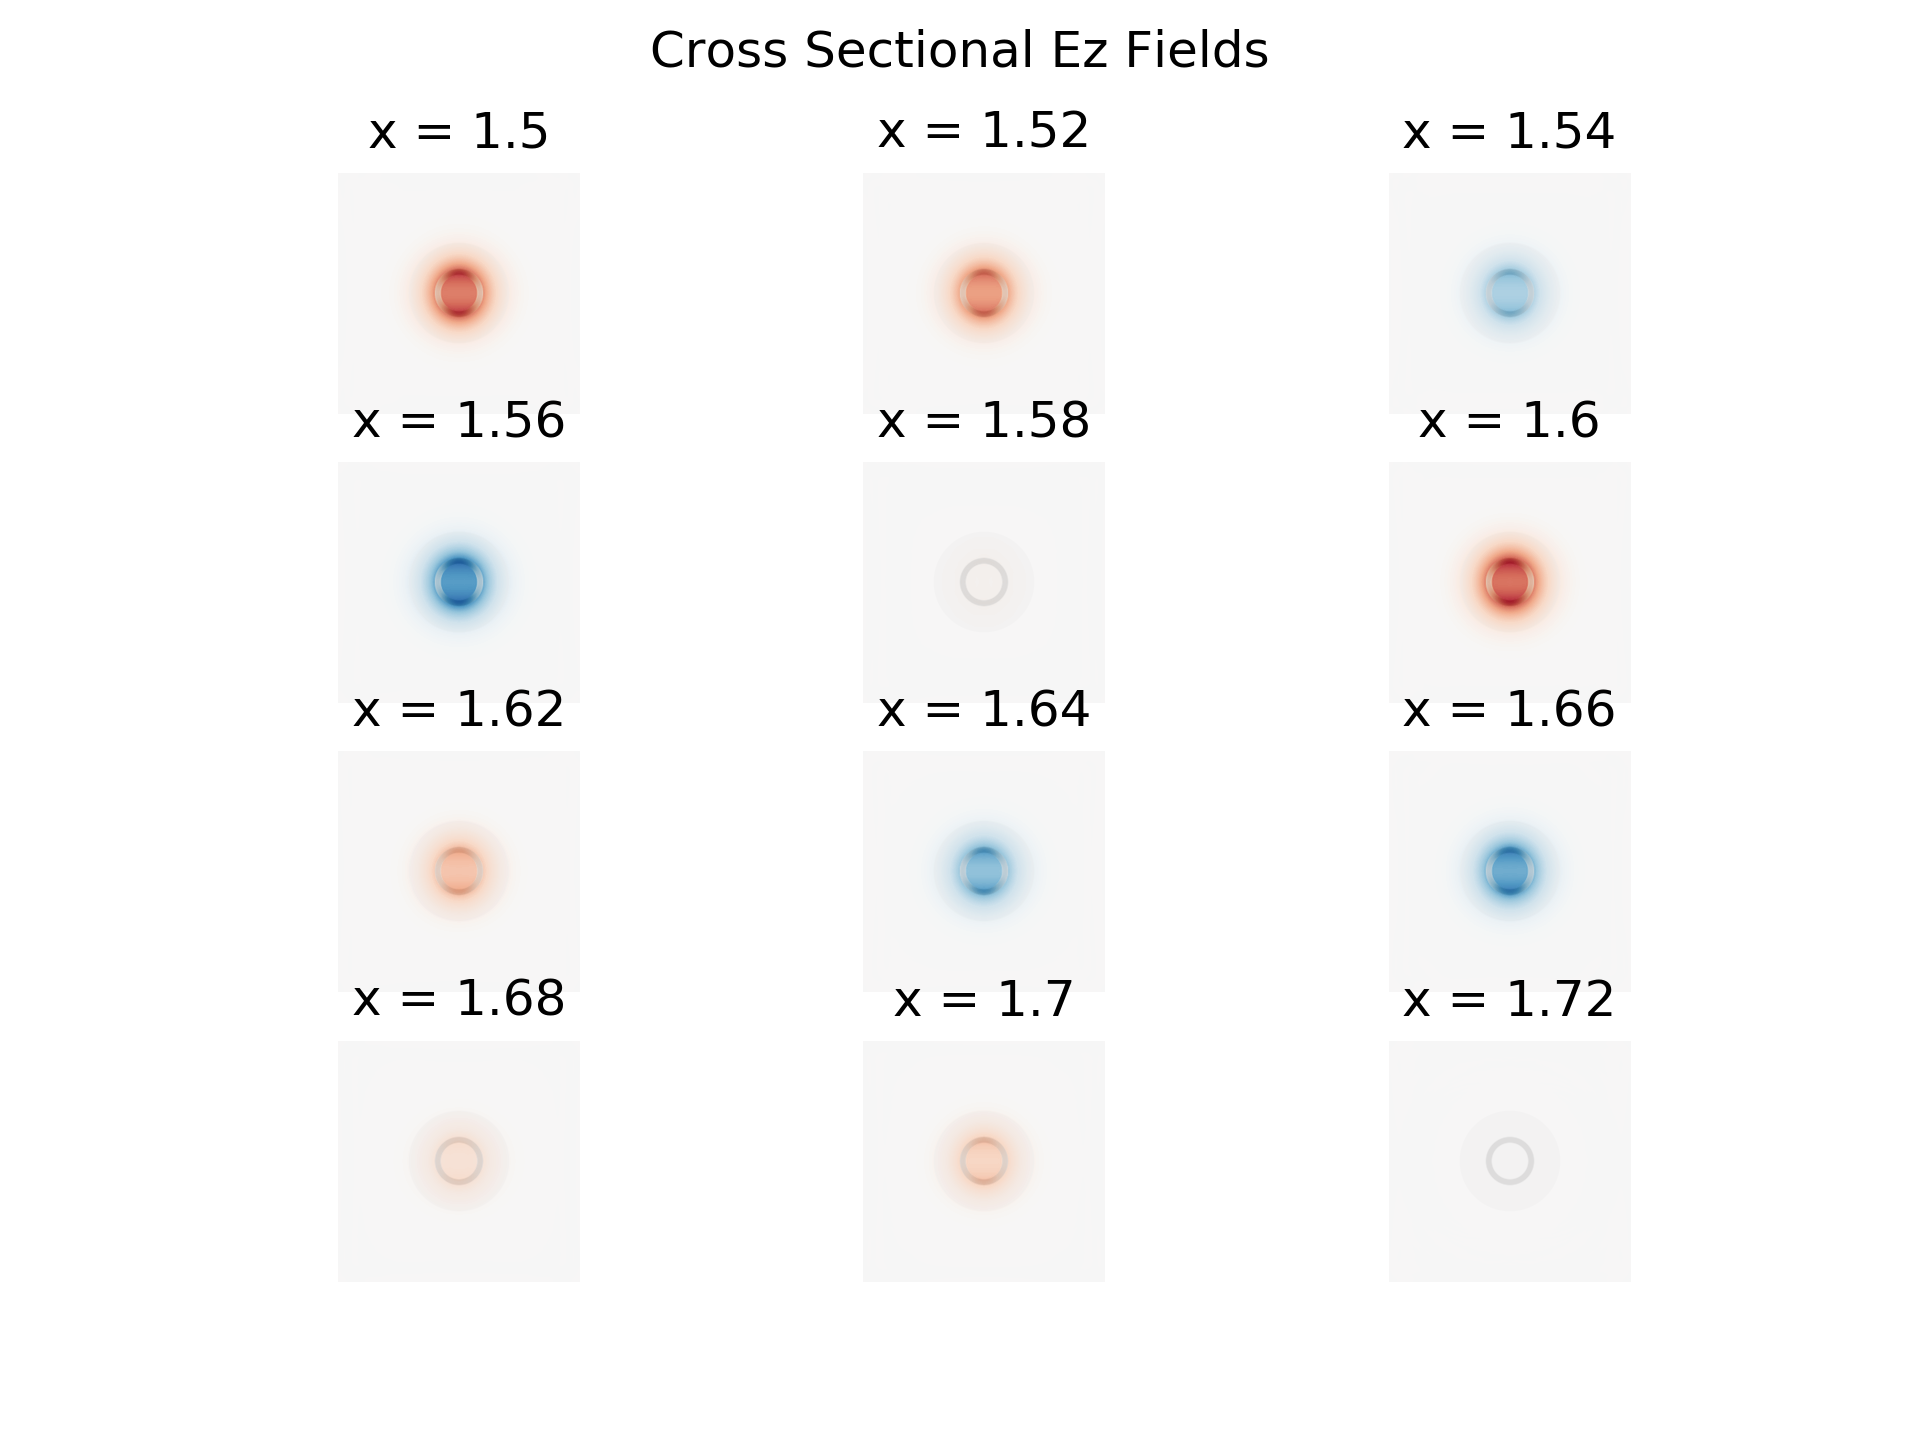 Cross Sectional Ez Fields
x = 1.5
x = 1.52
x = 1.54
x = 1.56
x = 1.58
x = 1.6
x = 1.62
x = 1.64
x = 1.66
x = 1.68
x = 1.7
x = 1.72